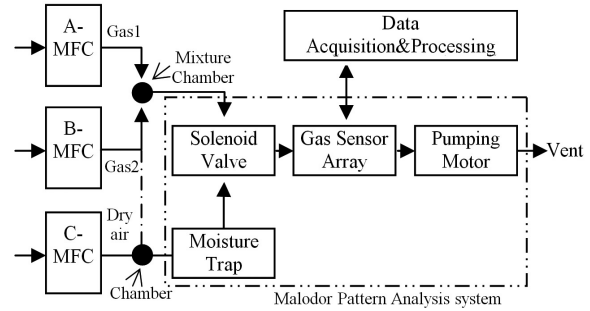 A-
MFC
Gas1
Mixture
Chamber
Data
Acquisition&Processing
B-
MFC
Gas2
Solenoid
Valve
Gas Sensor
Array
Pumping
Motor
Vent
C-
MFC
Dry
air
Chamber
Moisture
Trap
Malodor Pattern Analysis system